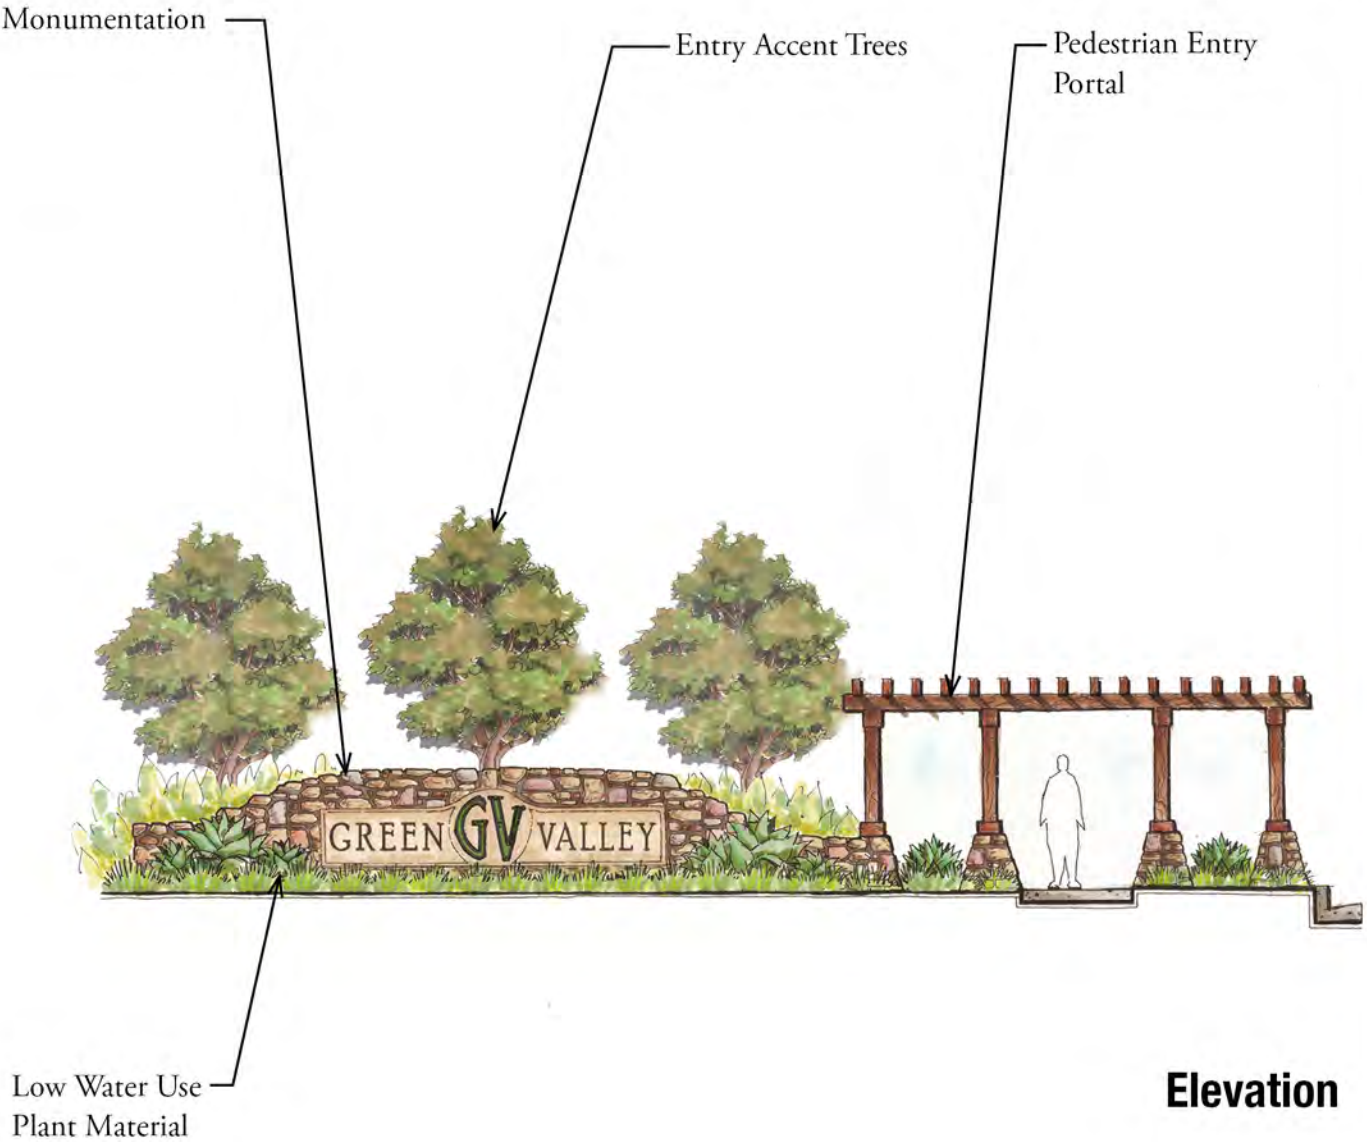 Monumentation
Entry Accent Trees
Pedestrian Entry
Portal
GREEN GV VALLEY
Low Water Use
Plant Material
Elevation